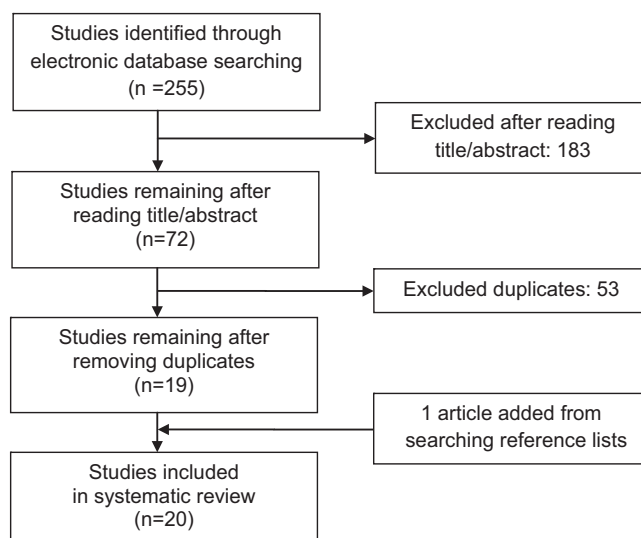 Studies identified through
electronic database searching
(n =255)
Excluded after reading
title/abstract: 183
Studies remaining after
reading title/abstract
(n=72)
Excluded duplicates: 53
Studies remaining after
removing duplicates
(n=19)
1 article added from
searching reference lists
Studies included
in systematic review
(n=20)